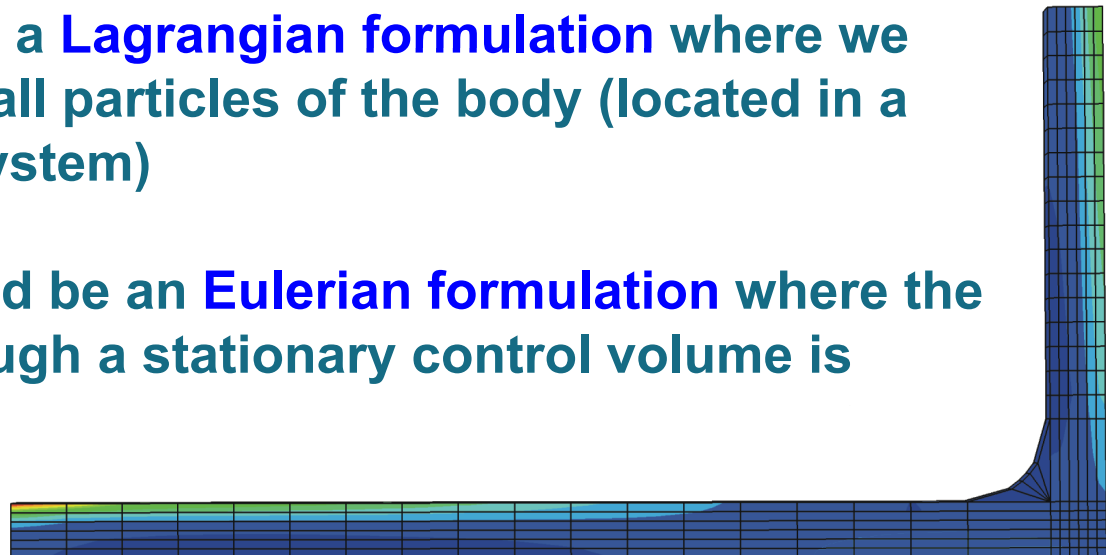 a Lagrangian formulation where we
all particles of the body (located in a
ystem)
d be an Eulerian formulation where the
ugh a stationary control volume is